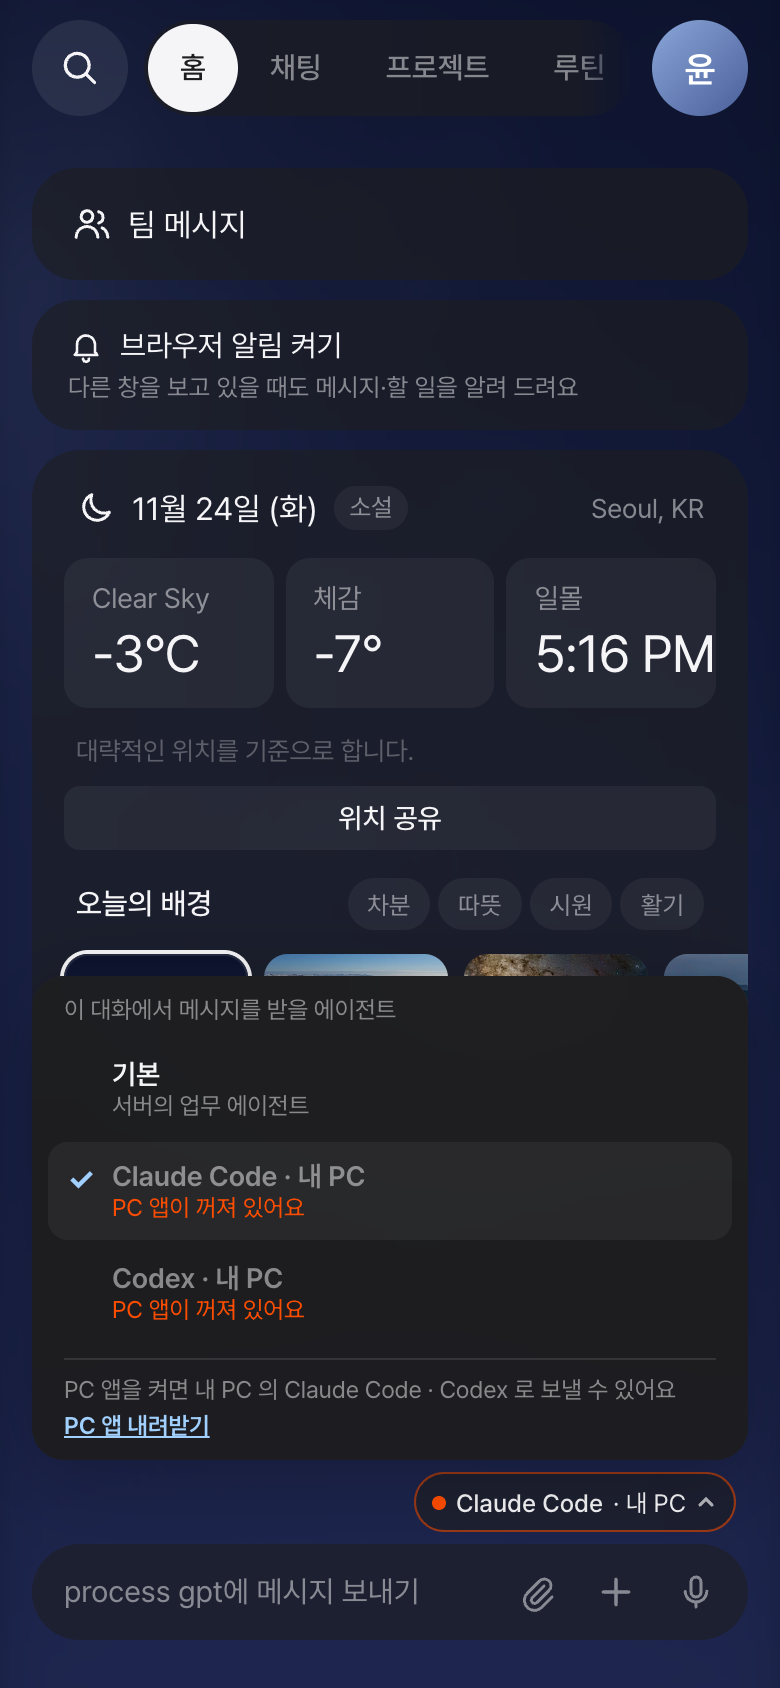 홈
채팅
프로젝트
루틴
윤
팀 메시지
브라우저 알림 켜기
다른 창을 보고 있을 때도 메시지·할 일을 알려 드려요
11월 24일 (화)
소설
Seoul, KR
Clear Sky
-3°C
체감
-7°
일몰
5:16 PM
대략적인 위치를 기준으로 합니다.
위치 공유
오늘의 배경
차분
따뜻
시원
활기
이 대화에서 메시지를 받을 에이전트
기본
서버의 업무 에이전트
Claude Code · 내 PC
PC 앱이 꺼져 있어요
Codex · 내 PC
PC 앱이 꺼져 있어요
PC 앱을 켜면 내 PC 의 Claude Code · Codex 로 보낼 수 있어요
PC 앱 내려받기
Claude Code · 내 PC
process gpt에 메시지 보내기